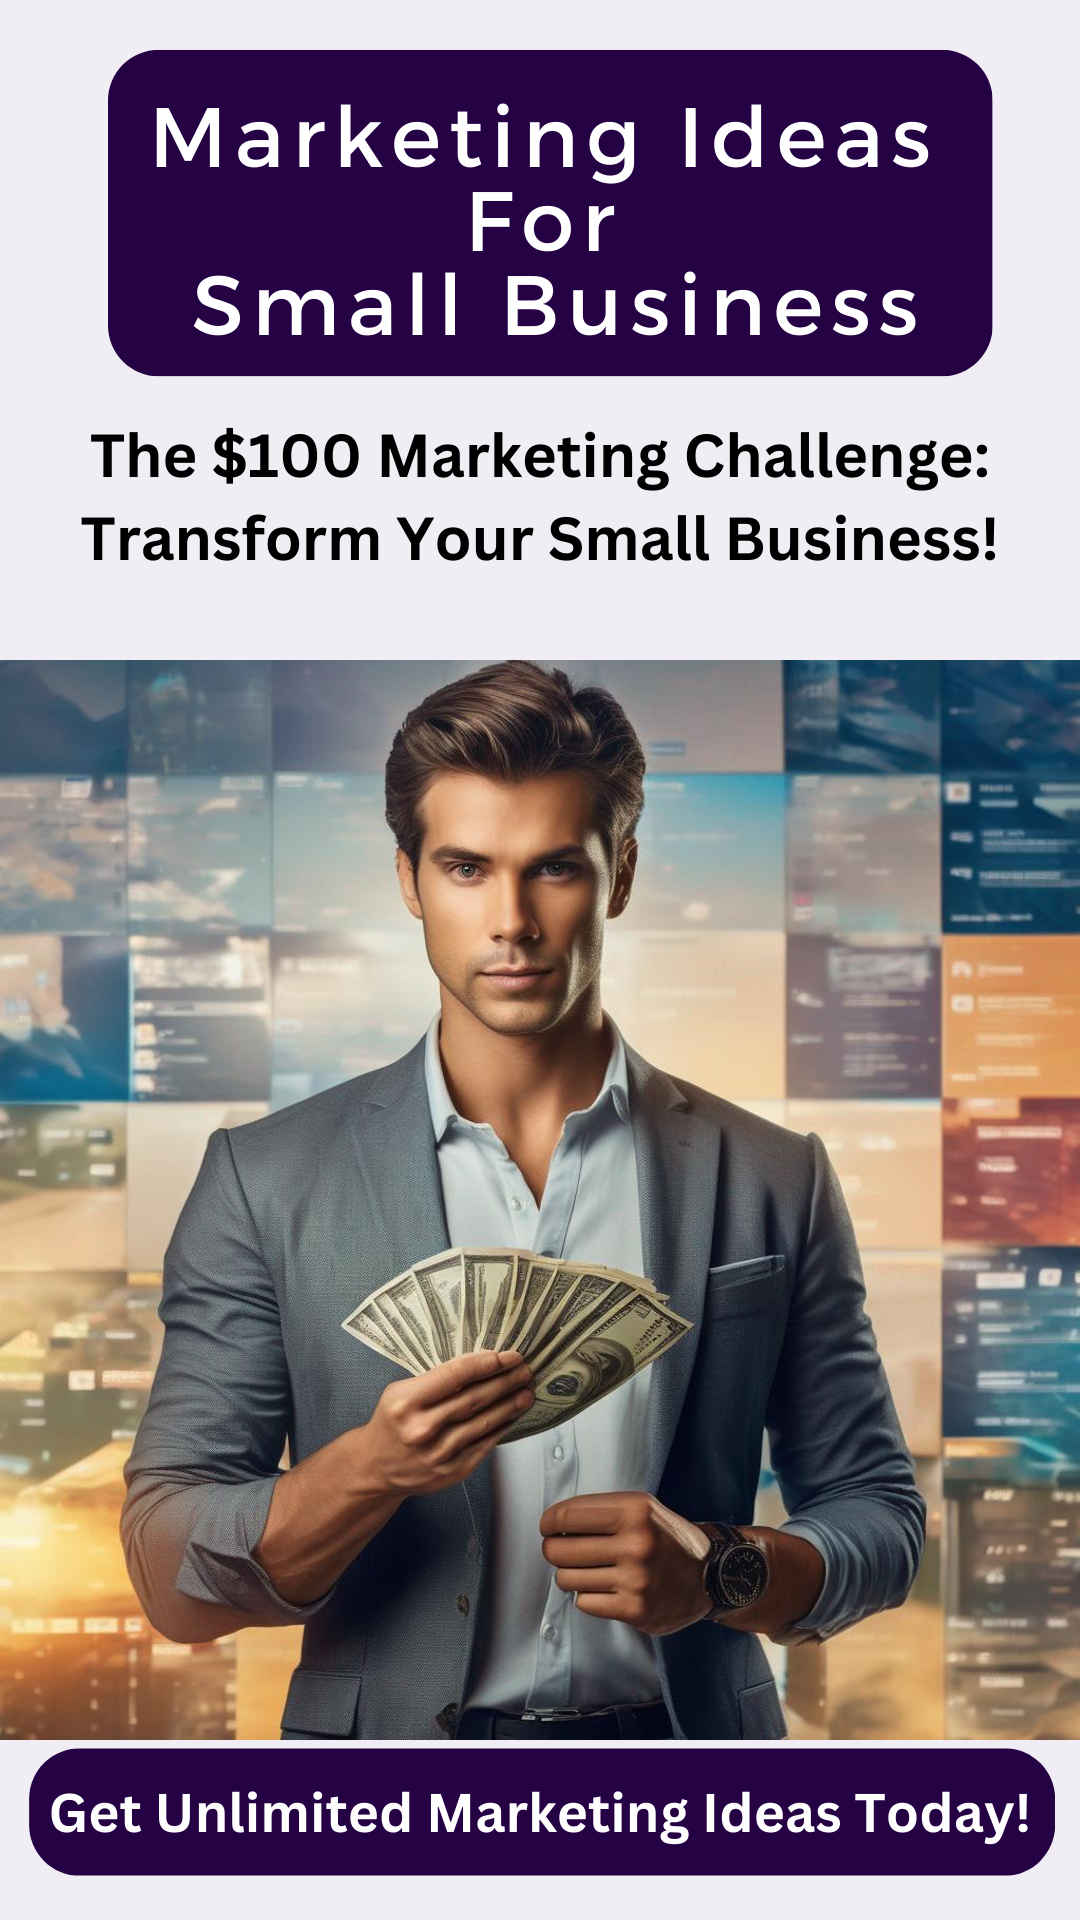 Marketing Ideas
For
Small Business
The $100 Marketing Challenge:
Transform Your Small Business!
Get Unlimited Marketing Ideas Today!